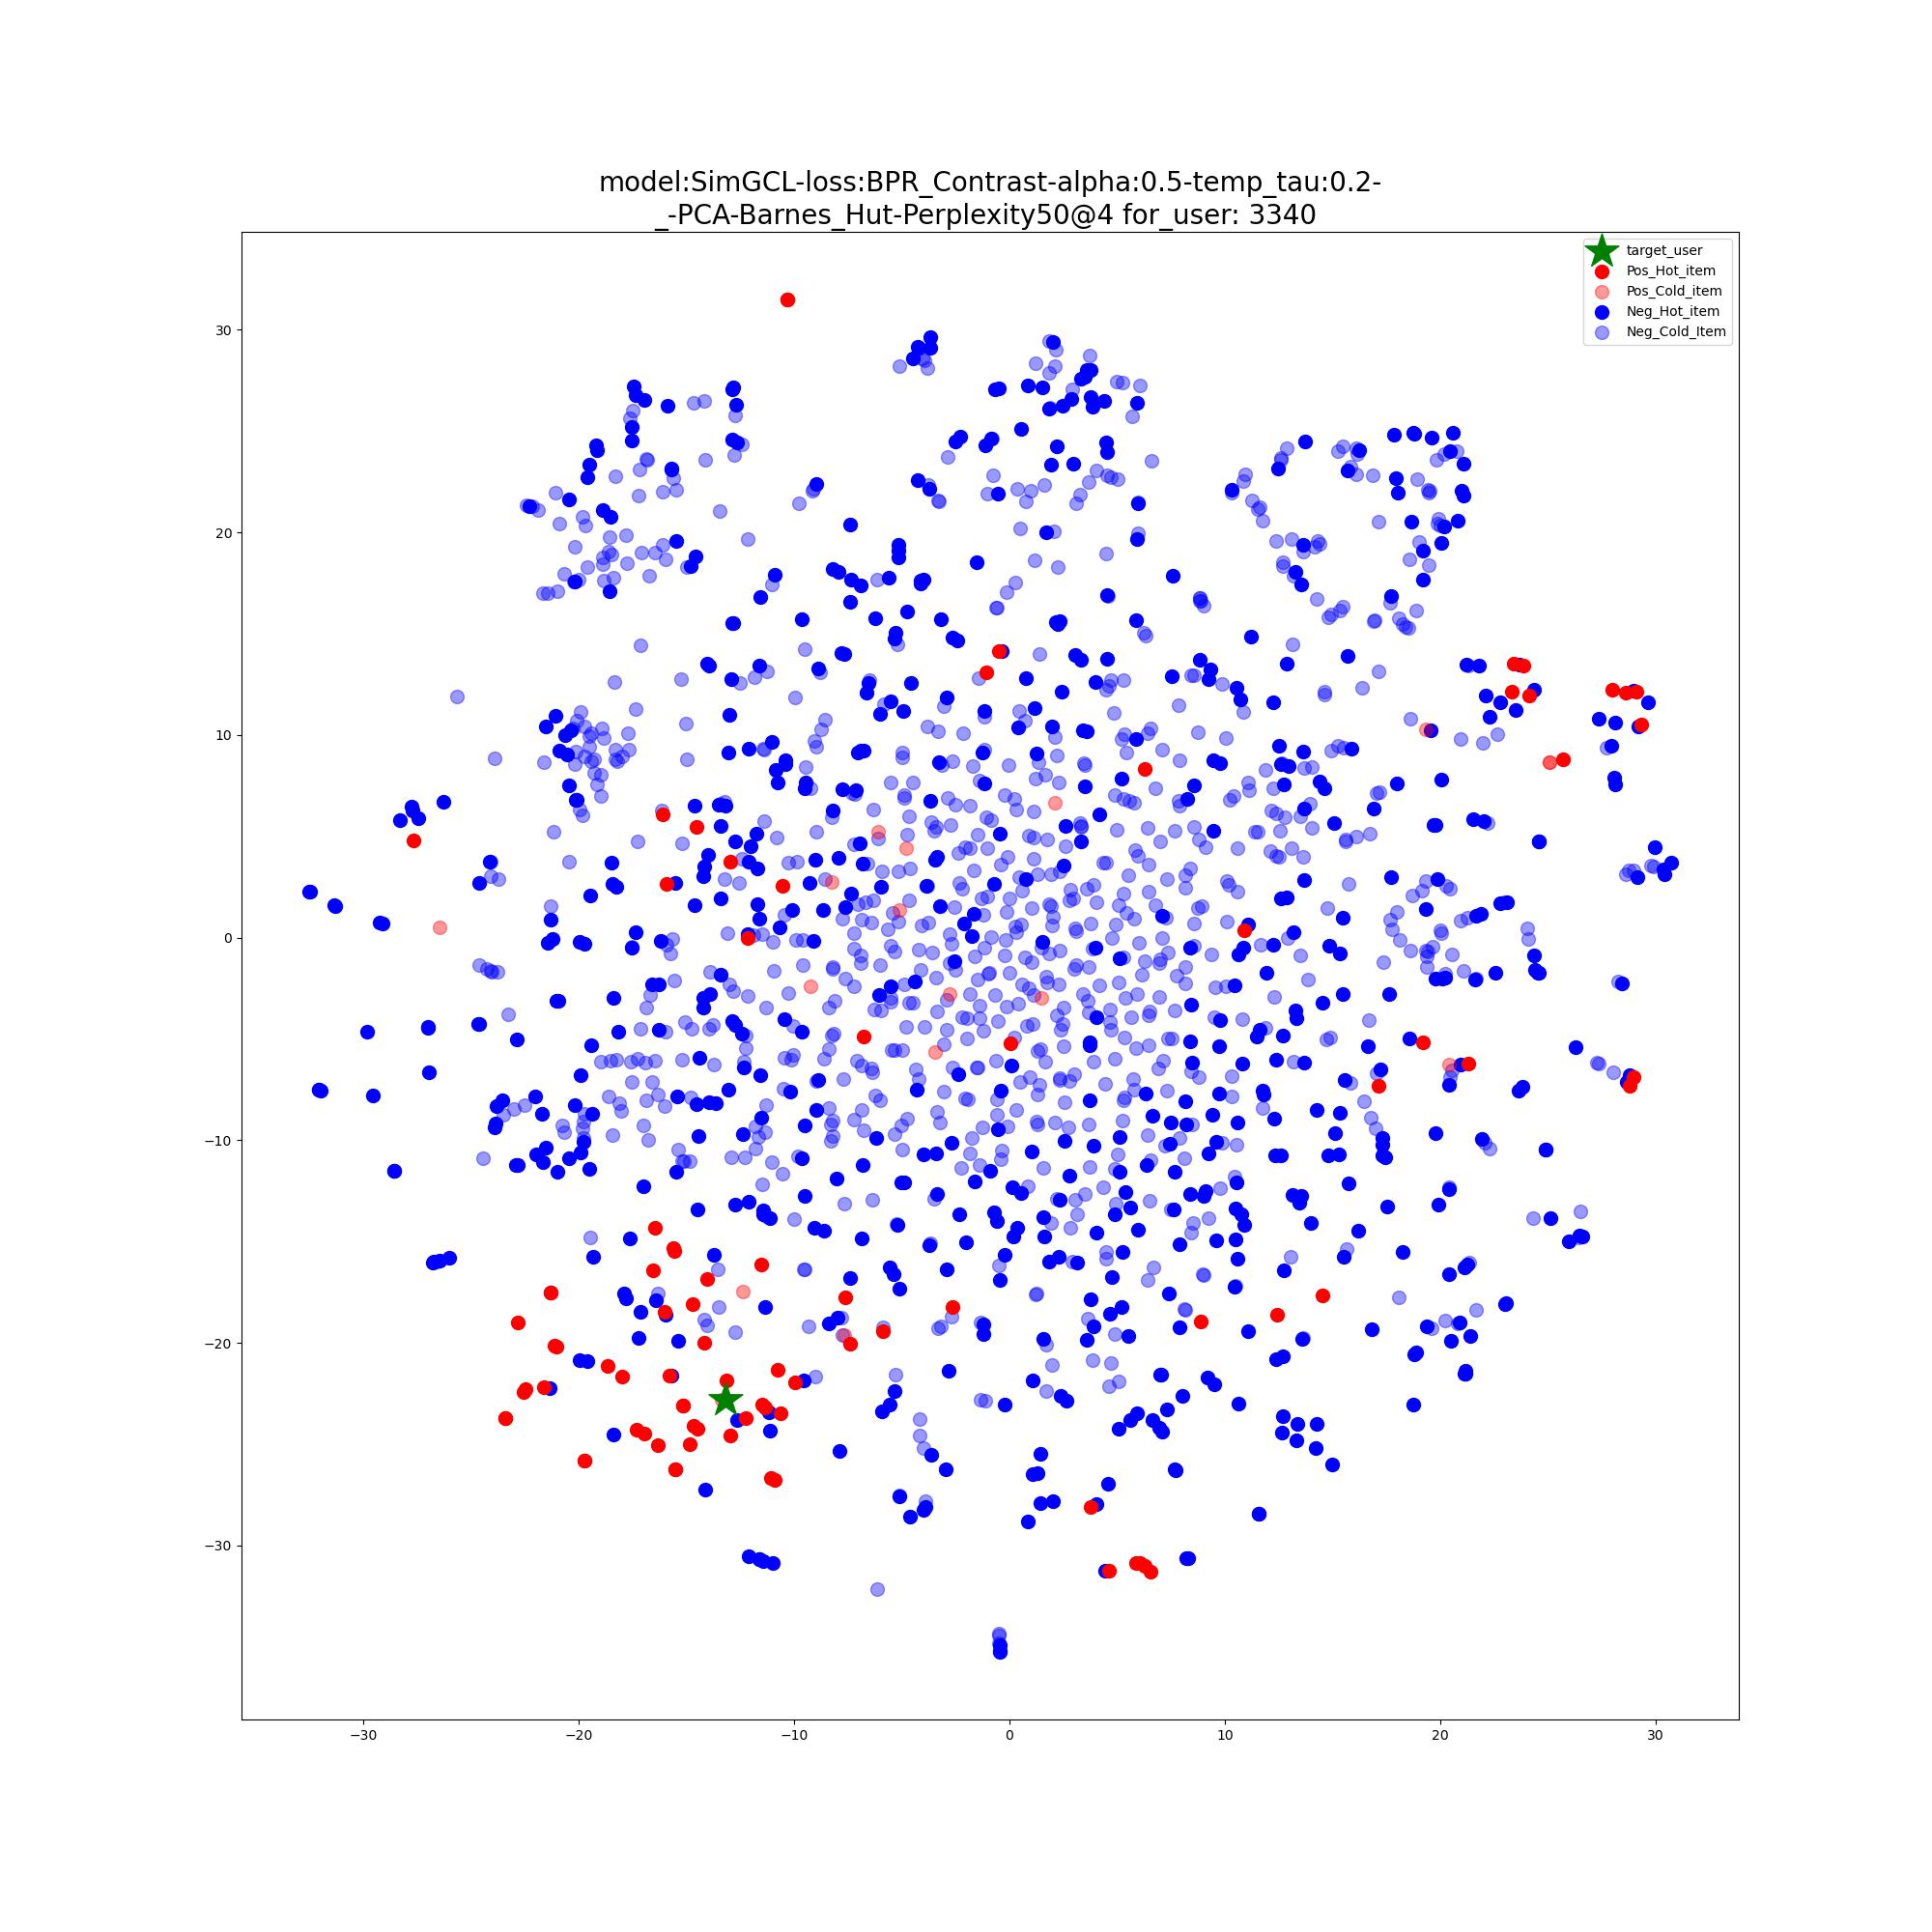 model:SimGCL-loss:BPR_Contrast-alpha:0.5-temp_tau:0.2-
_-PCA-Barnes_Hut-Perplexity50@4 for_user: 3340
target_user
Pos_Hot_item
Pos_Cold_item
Neg_Hot_item
Neg_Cold_Item
30
20
10
0
−10
−20
−30
−30
−20
−10
0
10
20
30